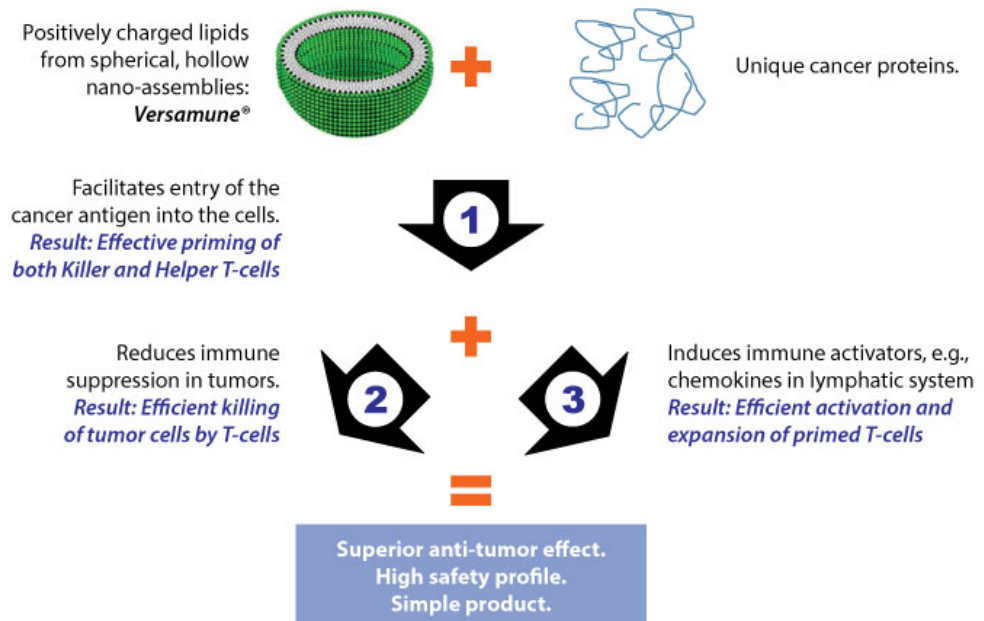 Positively charged lipids
from spherical, hollow
nano-assemblies:
Versamune®
Unique cancer proteins.
Facilitates entry of the
cancer antigen into the cells.
Result: Effective priming of
both Killer and Helper T-cells
1
Reduces immune
suppression in tumors.
Result: Efficient killing
of tumor cells by T-cells
2
3
Induces immune activators, e.g.,
chemokines in lymphatic system
Result: Efficient activation and
expansion of primed T-cells
Superior anti-tumor effect.
High safety profile.
Simple product.